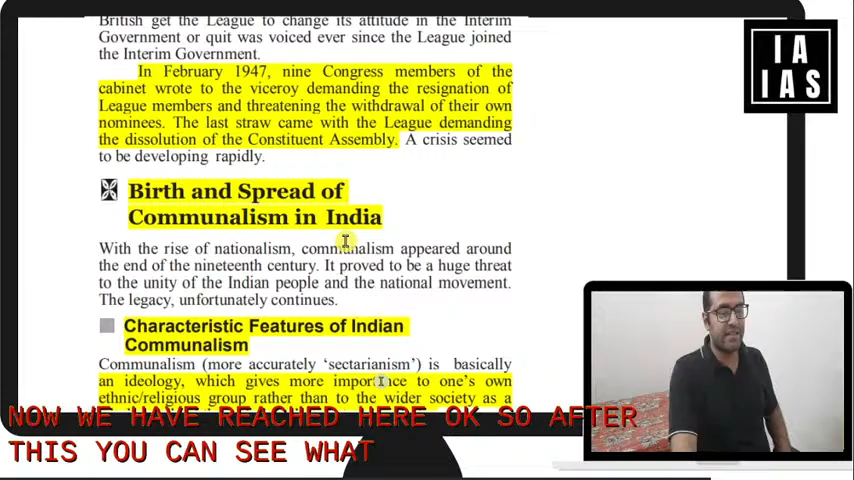 British get the League to change its attitude in the Interim
Government or quit was voiced ever since the League joined
the Interim Government.
In February 1947, nine Congress members of the
cabinet wrote to the viceroy demanding the resignation of
League members and threatening the withdrawal of their own
nominees. The last straw came with the League demanding
the dissolution of the Constituent Assembly. A crisis seemed
to be developing rapidly.
Birth and Spread of
Communalism in India
With the rise of nationalism, communalism appeared around
the end of the nineteenth century. It proved to be a huge threat
to the unity of the Indian people and the national movement.
The legacy, unfortunately continues.
Characteristic Features of Indian
Communalism
Communalism (more accurately ‘sectarianism’) is basically
an ideology, which gives more importance to one’s own
ethnic/religious group rather than to the wider society as a
NOW WE HAVE REACHED HERE OK SO AFTER
THIS YOU CAN SEE WHAT
IA
IAS